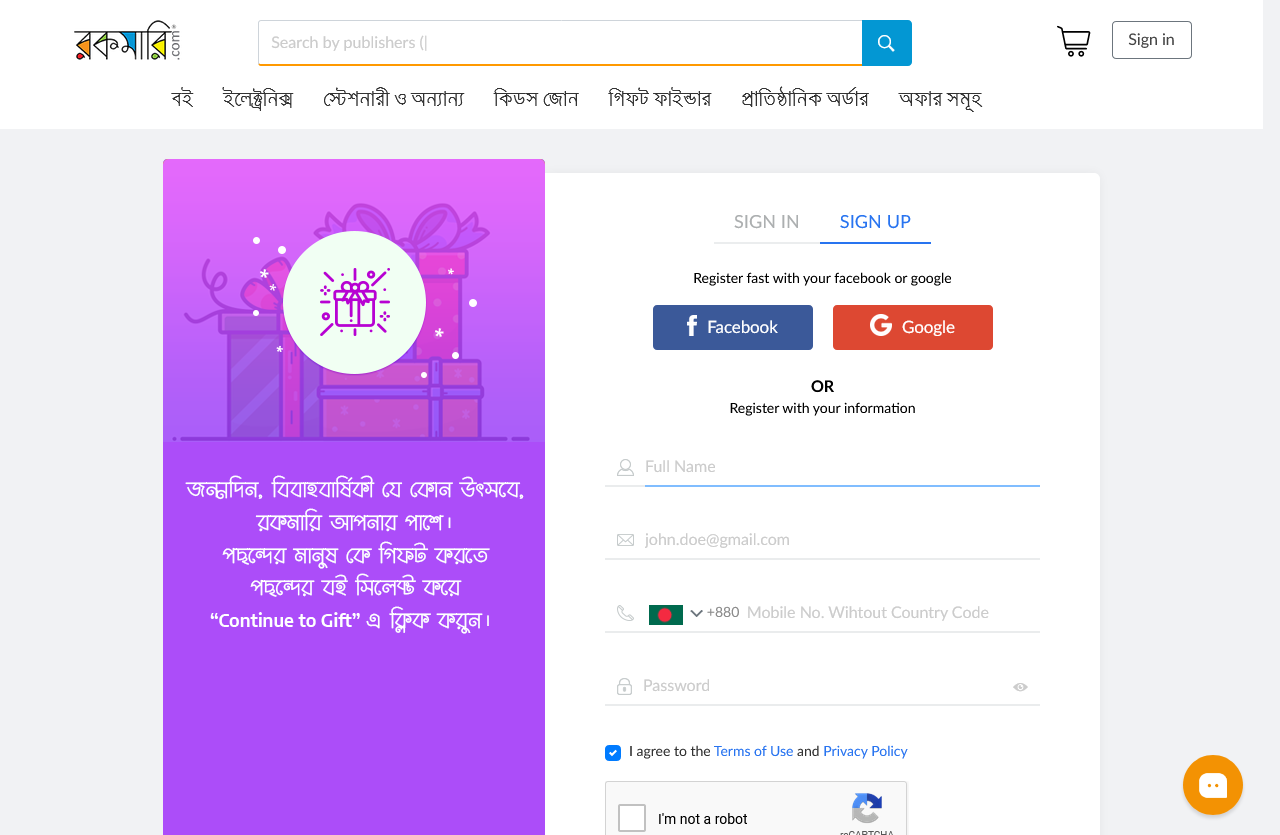 রকমারি.com
Search by publishers (|
Sign in
বই ইলেক্ট্রনিক্স স্টেশনারী ও অন্যান্য কিডস জোন গিফট ফাইন্ডার প্রাতিষ্ঠানিক অর্ডার অফার সমূহ
SIGN IN SIGN UP
Register fast with your facebook or google
Facebook Google
OR
Register with your information
জন্মদিন, বিবাহবার্ষিকী যে কোন উৎসবে,
রকমারি আপনার পাশে।
পছন্দের মানুষ কে গিফট করতে
পছন্দের বই সিলেক্ট করে
“Continue to Gift” এ ক্লিক করুন।
Full Name
john.doe@gmail.com
+880 Mobile No. Wihtout Country Code
Password
I agree to the Terms of Use and Privacy Policy
I'm not a robot
reCAPTCHA